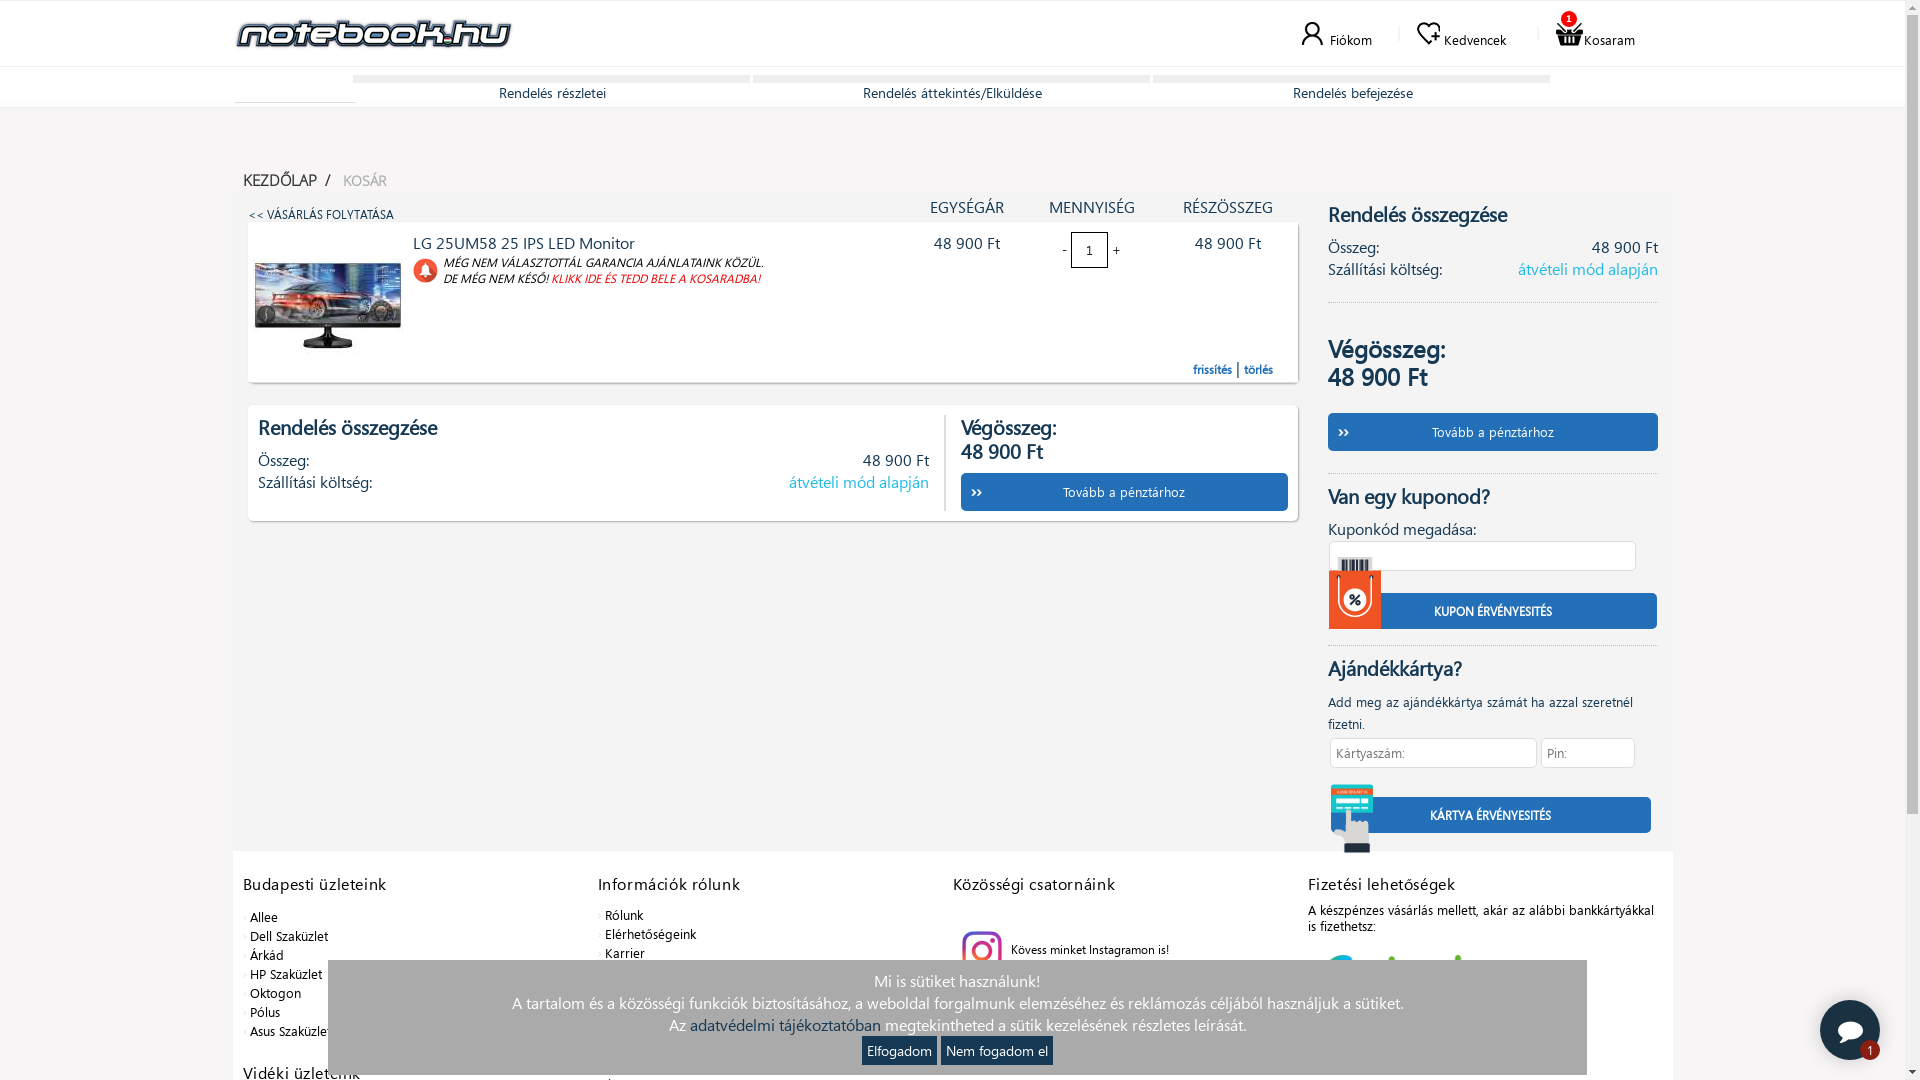 notebook.hu
Fiókom
Kedvencek
1
Kosaram
Rendelés részletei
Rendelés áttekintés/Elküldése
Rendelés befejezése
KEZDŐLAP / KOSÁR
<< VÁSÁRLÁS FOLYTATÁSA
EGYSÉGÁR MENNYISÉG RÉSZÖSSZEG
LG 25UM58 25 IPS LED Monitor
48 900 Ft - 1 + 48 900 Ft
MÉG NEM VÁLASZTOTTÁL GARANCIA AJÁNLATAINK KÖZÜL.
DE MÉG NEM KÉSŐ! KLIKK IDE ÉS TEDD BELE A KOSARADBA!
frissítés | törlés
Rendelés összegzése
Összeg: 48 900 Ft
Szállítási költség: átvételi mód alapján
Végösszeg:
48 900 Ft
Tovább a pénztárhoz
Rendelés összegzése
Összeg: 48 900 Ft
Szállítási költség: átvételi mód alapján
Végösszeg:
48 900 Ft
Tovább a pénztárhoz
Van egy kuponod?
Kuponkód megadása:
%
KUPON ÉRVÉNYESITÉS
Ajándékkártya?
Add meg az ajándékkártya számát ha azzal szeretnél
fizetni.
Kártyaszám: Pin:
KÁRTYA ÉRVÉNYESITÉS
Budapesti üzleteink
Allee
Dell Szaküzlet
Árkád
HP Szaküzlet
Oktogon
Pólus
Asus Szaküzlet
Vidéki üzleteink
Információk rólunk
Rólunk
Elérhetőségeink
Karrier
Közösségi csatornáink
Kövess minket Instagramon is!
Fizetési lehetőségek
A készpénzes vásárlás mellett, akár az alábbi bankkártyákkal
is fizethetsz:
Mi is sütiket használunk!
A tartalom és a közösségi funkciók biztosításához, a weboldal forgalmunk elemzéséhez és reklámozás céljából használjuk a sütiket.
Az adatvédelmi tájékoztatóban megtekintheted a sütik kezelésének részletes leírását.
Elfogadom Nem fogadom el
1